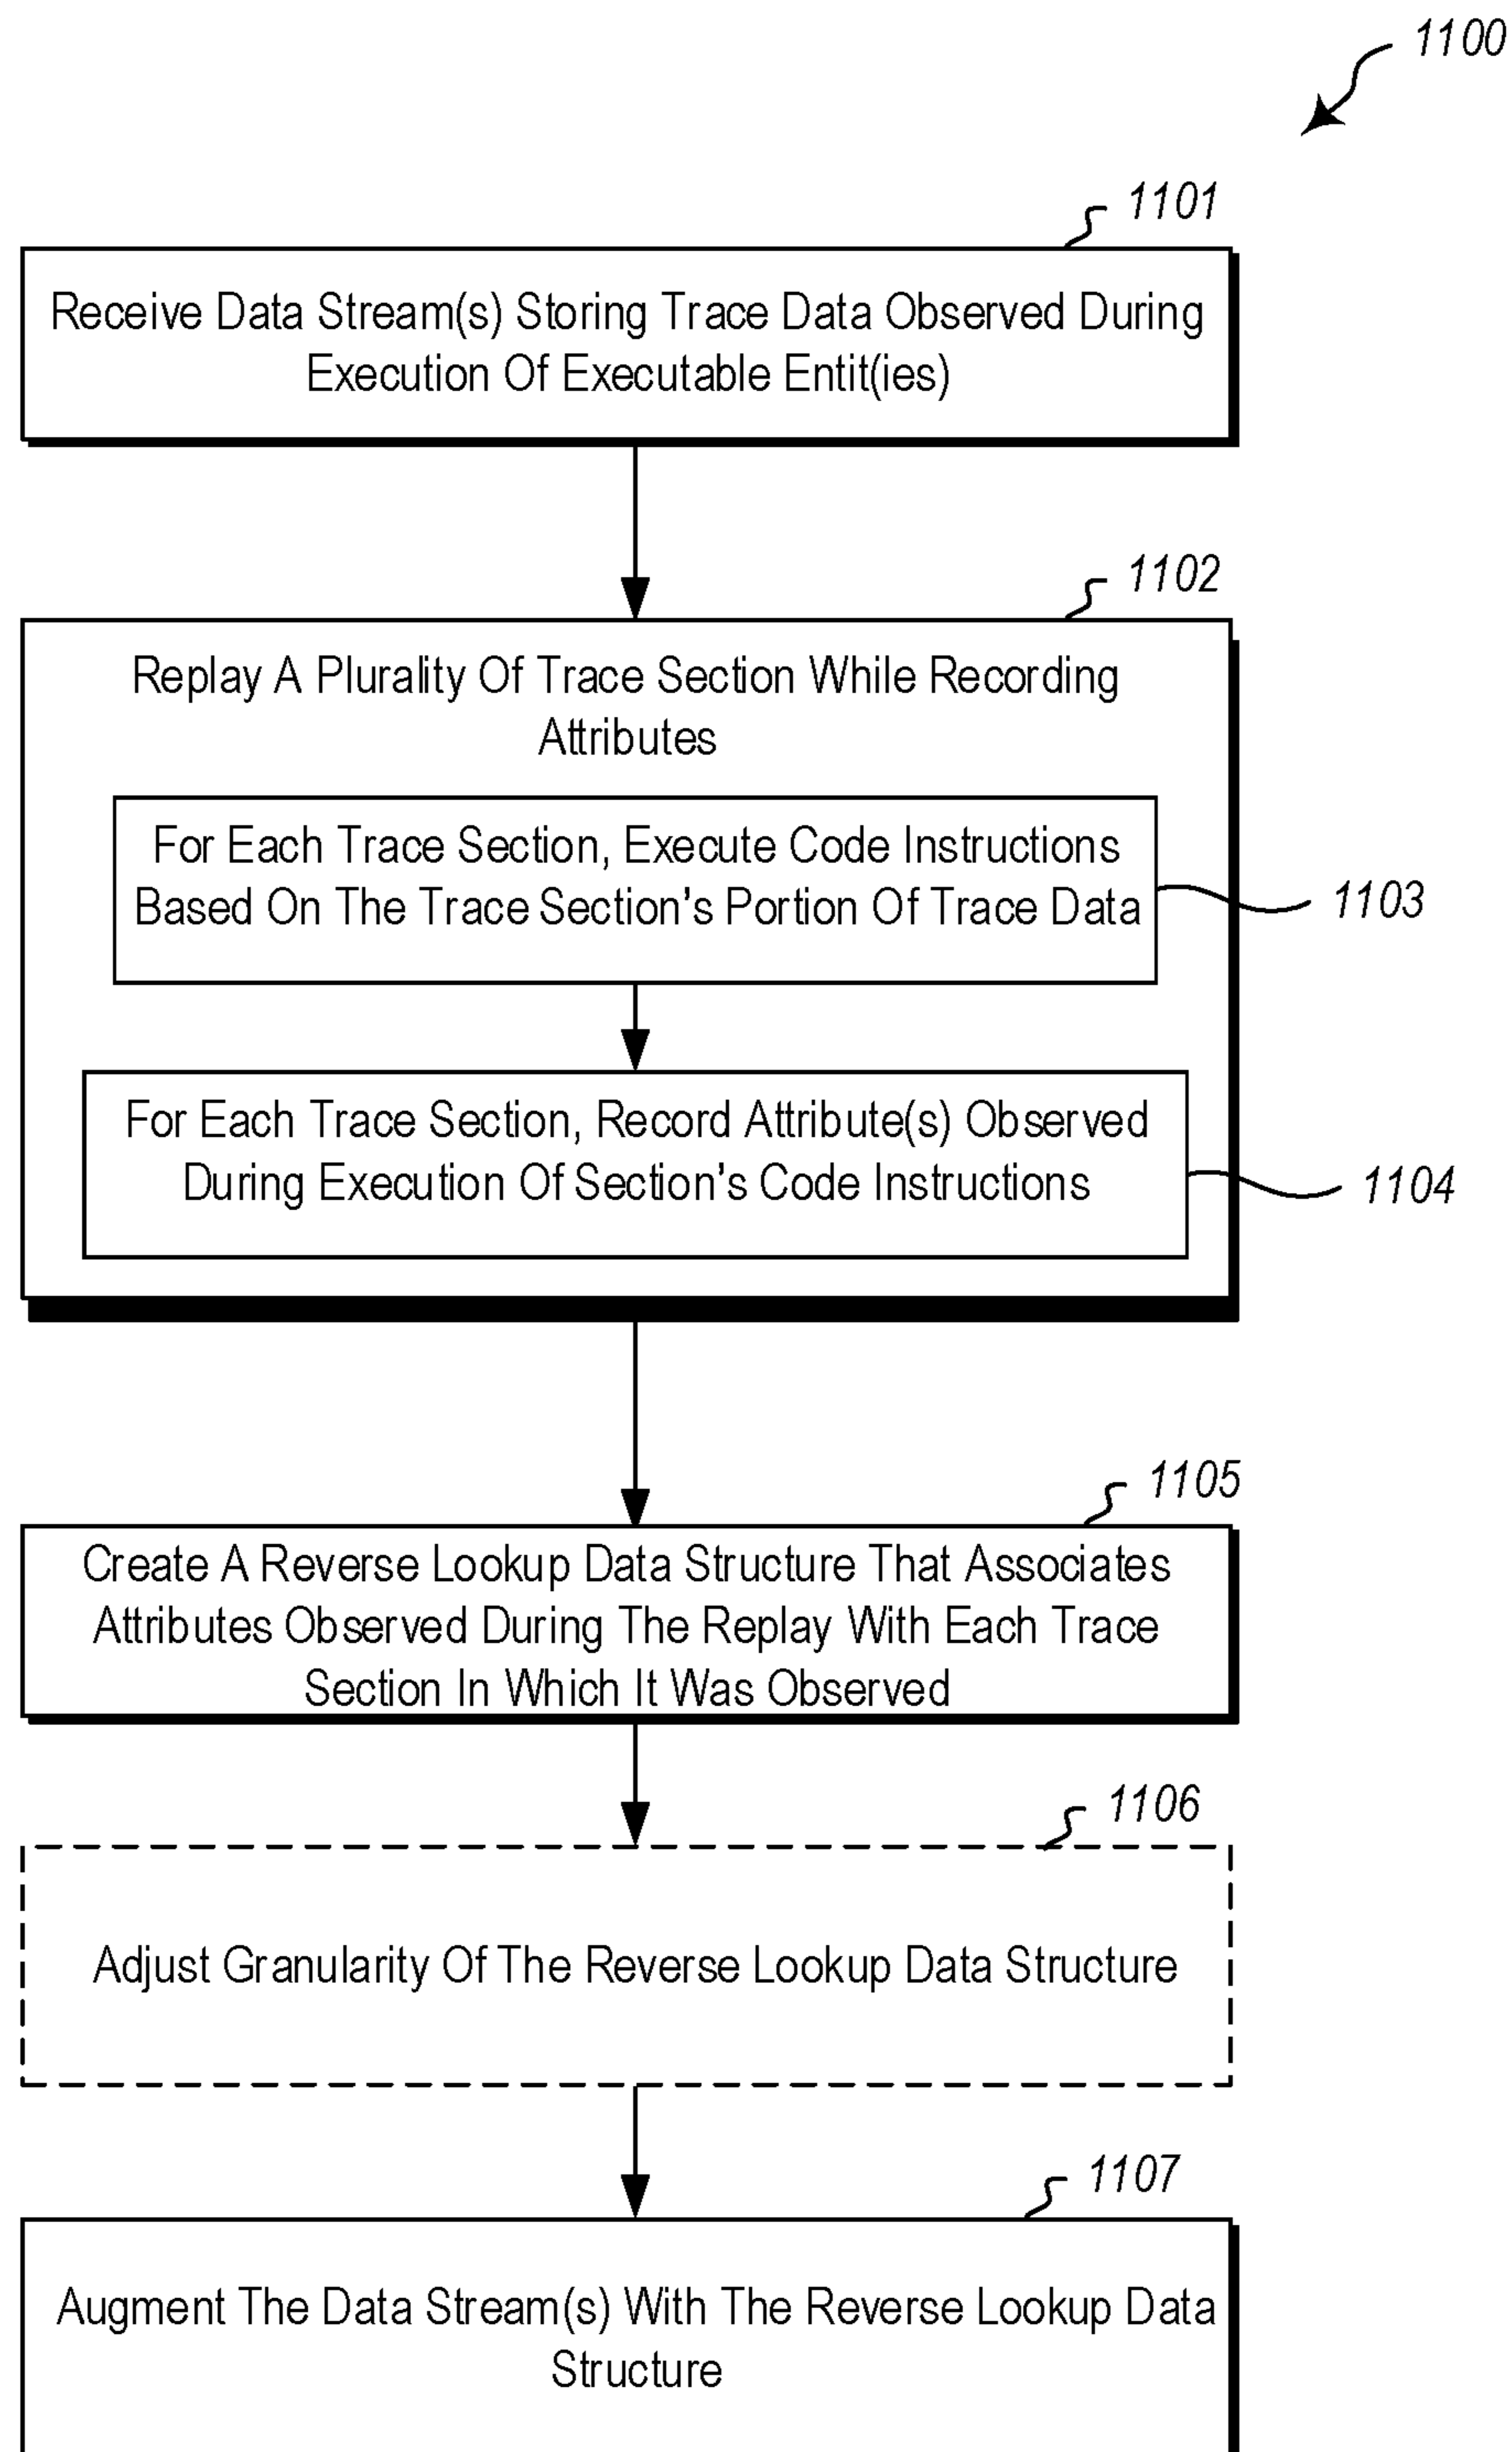 1100
1101
Receive Data Stream(s) Storing Trace Data Observed During
Execution Of Executable Entit(ies)
1102
Replay A Plurality Of Trace Section While Recording
Attributes
For Each Trace Section, Execute Code Instructions
Based On The Trace Section's Portion Of Trace Data
1103
For Each Trace Section, Record Attribute(s) Observed
During Execution Of Section's Code Instructions
1104
1105
Create A Reverse Lookup Data Structure That Associates
Attributes Observed During The Replay With Each Trace
Section In Which It Was Observed
1106
Adjust Granularity Of The Reverse Lookup Data Structure
1107
Augment The Data Stream(s) With The Reverse Lookup Data
Structure